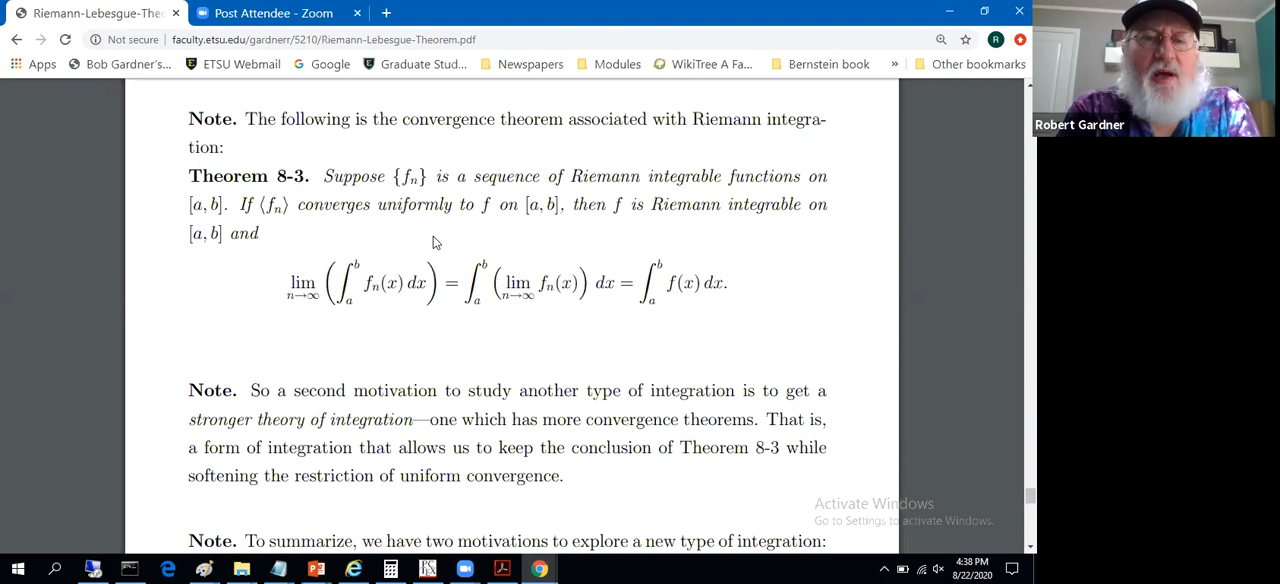 Riemann-Lebesgue-The
Post Attendee - Zoom
Not secure
faculty.etsu.edu/gardnerr/5210/Riemann-Lebesgue-Theorem.pdf
R
Apps
Bob Gardner's...
ETSU Webmail
Google
Graduate Stud...
Newspapers
Modules
WikiTree A Fa...
Bernstein book
»
Other bookmarks
Robert Gardner
Note. The following is the convergence theorem associated with Riemann integra-
tion:
Theorem 8-3. Suppose {fₙ} is a sequence of Riemann integrable functions on
[a, b]. If ⟨fₙ⟩ converges uniformly to f on [a, b], then f is Riemann integrable on
[a, b] and
lim n→∞ (∫ₐᵇ fₙ(x) dx) = ∫ₐᵇ (lim n→∞ fₙ(x)) dx = ∫ₐᵇ f(x) dx.
Note. So a second motivation to study another type of integration is to get a
stronger theory of integration—one which has more convergence theorems. That is,
a form of integration that allows us to keep the conclusion of Theorem 8-3 while
softening the restriction of uniform convergence.
Activate Windows
Go to Settings to activate Windows.
Note. To summarize, we have two motivations to explore a new type of integration:
4:38 PM
8/22/2020